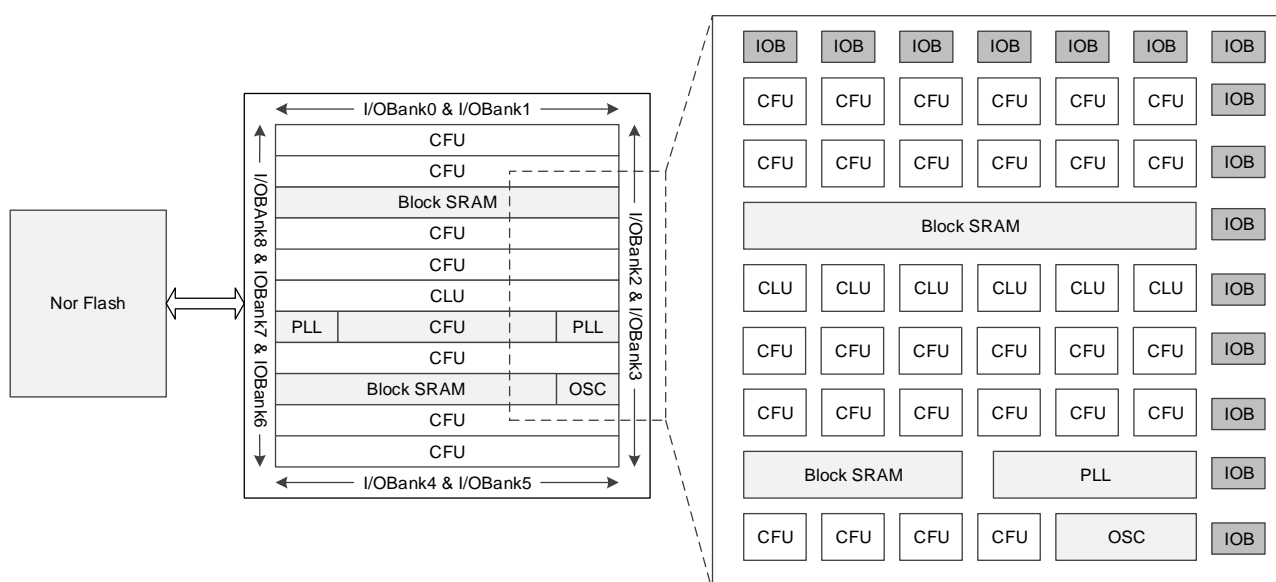 Nor Flash
I/OBank0 & I/OBank1
I/OBAnk8 & IOBank7 & IOBank6
CFU
CFU
Block SRAM
CFU
CFU
CLU
PLL CFU PLL
CFU
Block SRAM OSC
CFU
CFU
I/OBank2 & I/OBank3
I/OBank4 & I/OBank5
IOB IOB IOB IOB IOB IOB IOB
CFU CFU CFU CFU CFU CFU IOB
CFU CFU CFU CFU CFU CFU IOB
Block SRAM IOB
CLU CLU CLU CLU CLU CLU IOB
CFU CFU CFU CFU CFU CFU IOB
CFU CFU CFU CFU CFU CFU IOB
Block SRAM PLL IOB
CFU CFU CFU CFU OSC IOB